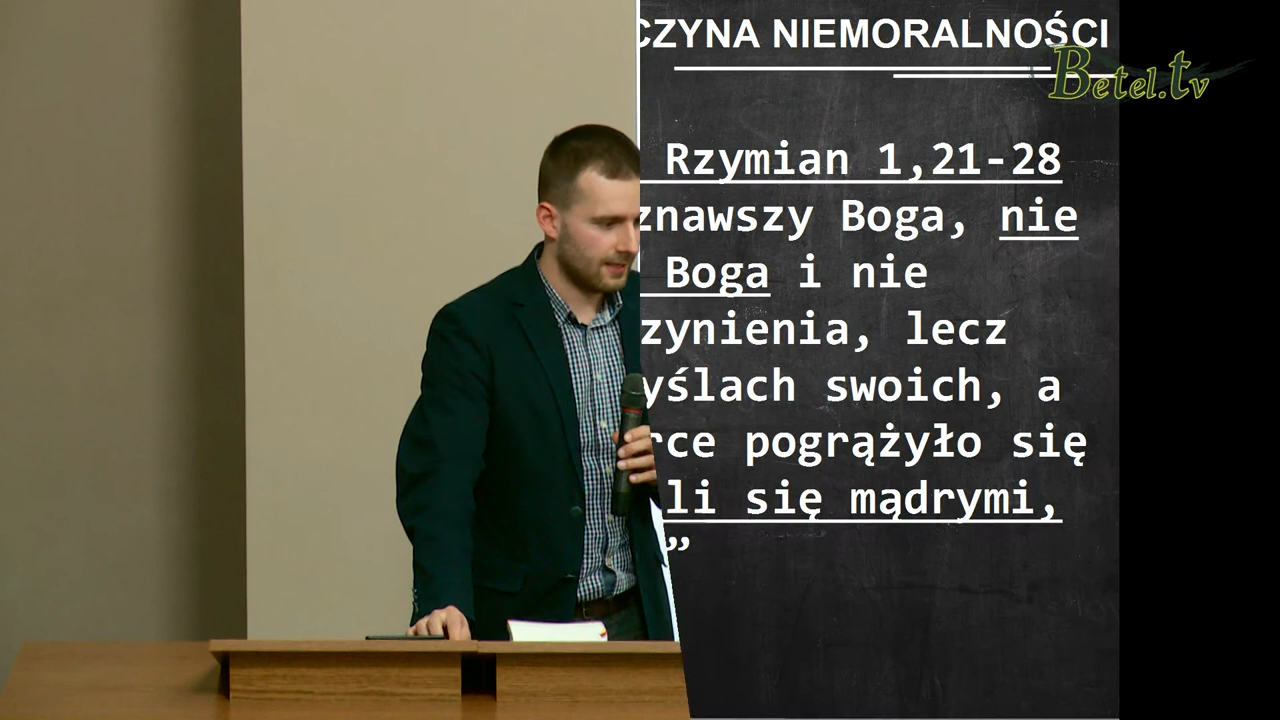 CZYNA NIEMORALNOŚCI
Betel.tv
Rzymian 1,21-28
znawszy Boga, nie
Boga i nie
zynienia, lecz
yślach swoich, a
rce pogrążyło się
li się mądrymi,
”